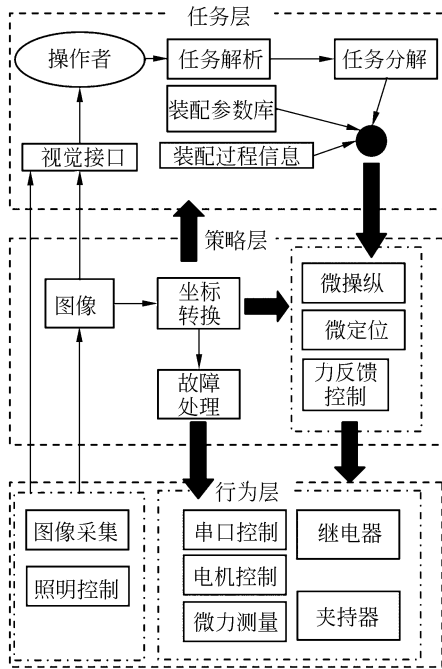 任务层
操作者
任务解析
任务分解
装配参数库
视觉接口
装配过程信息
策略层
图像
坐标
转换
微操纵
微定位
故障
处理
力反馈
控制
行为层
图像采集
照明控制
串口控制
电机控制
微力测量
继电器
夹持器